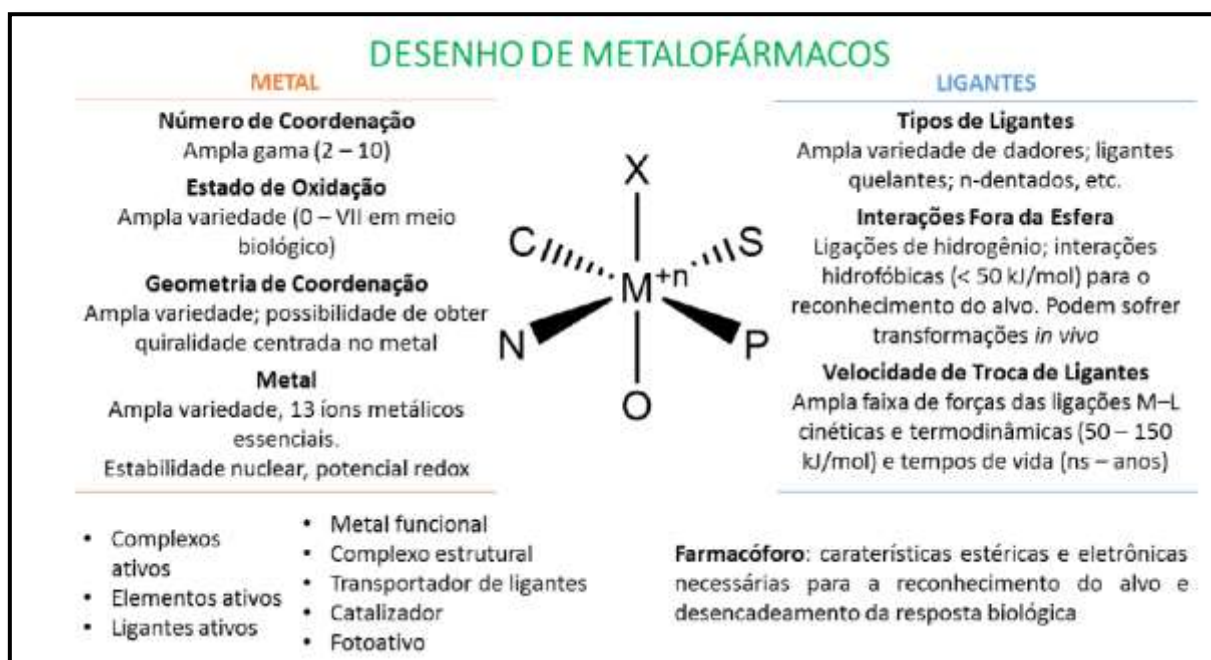 DESENHO DE METALOFÁRMACOS
METAL
Número de Coordenação
Ampla gama (2 – 10)
Estado de Oxidação
Ampla variedade (0 – VII em meio
biológico)
Geometria de Coordenação
Ampla variedade; possibilidade de obter
quiralidade centrada no metal
Metal
Ampla variedade, 13 íons metálicos
essenciais.
Estabilidade nuclear, potencial redox
X
C
S
M+n
N
P
O
LIGANTES
Tipos de Ligantes
Ampla variedade de dadores; ligantes
quelantes; n-dentados, etc.
Interações Fora da Esfera
Ligações de hidrogênio; interações
hidrofóbicas (< 50 kJ/mol) para o
reconhecimento do alvo. Podem sofrer
transformações in vivo
Velocidade de Troca de Ligantes
Ampla faixa de forças das ligações M–L
cinéticas e termodinâmicas (50 – 150
kJ/mol) e tempos de vida (ns – anos)
• Complexos
ativos
• Elementos ativos
• Ligantes ativos
• Metal funcional
• Complexo estrutural
• Transportador de ligantes
• Catalizador
• Fotoativo
Farmacóforo: caraterísticas estéricas e eletrônicas
necessárias para a reconhecimento do alvo e
desencadeamento da resposta biológica